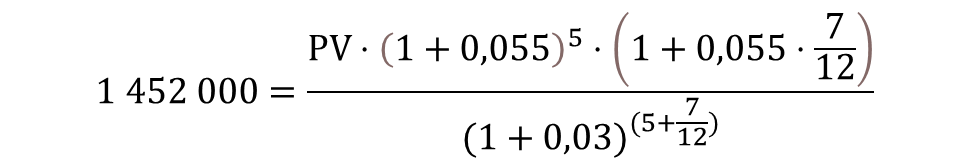 1 452 000 = PV · (1 + 0,055)^5 · (1 + 0,055 · 7/12) / (1 + 0,03)^(5+7/12)